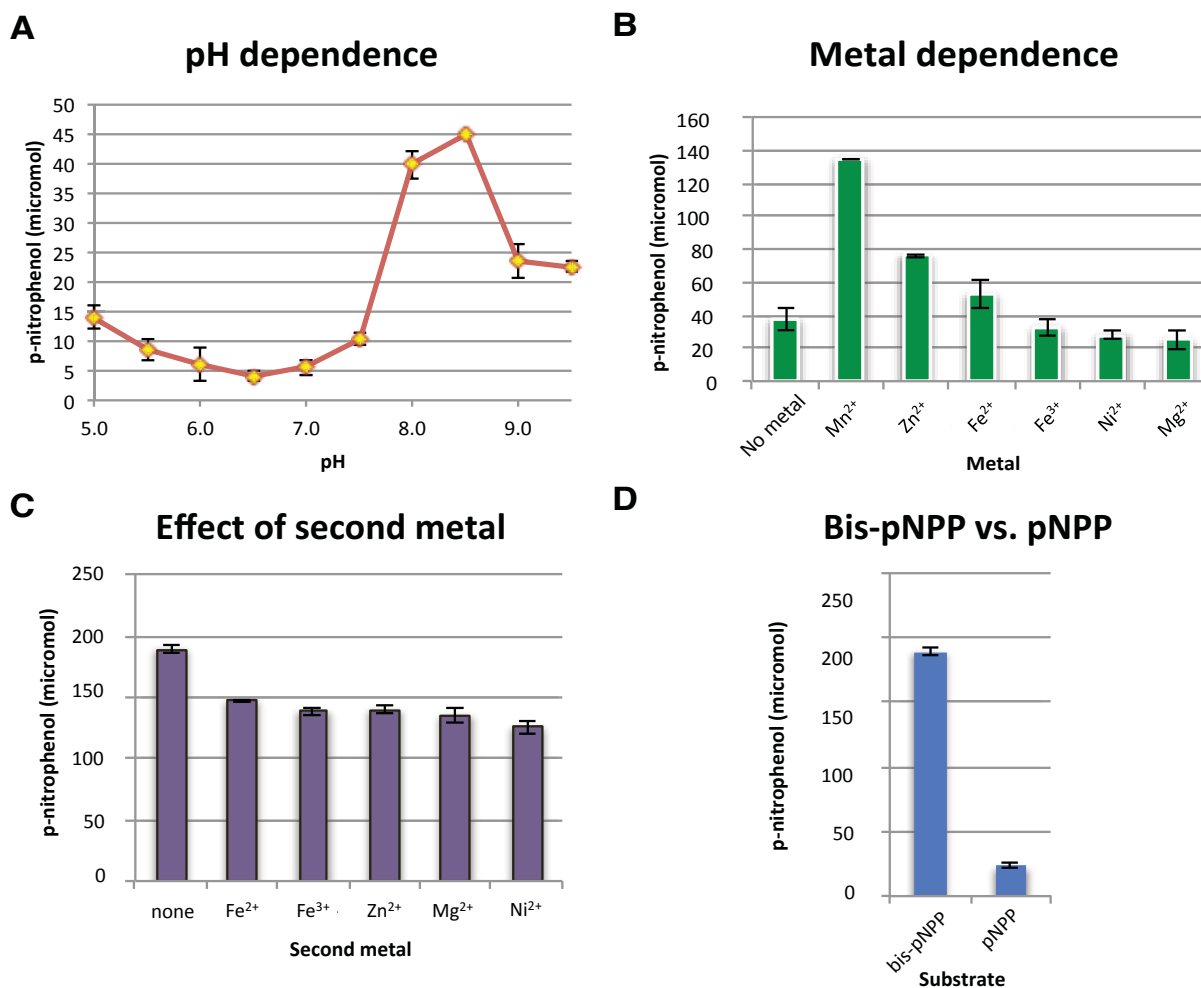 A
pH dependence
p-nitrophenol (micromol)
50
45
40
35
30
25
20
15
10
5
0
5.0 6.0 7.0 8.0 9.0
pH
B
Metal dependence
p-nitrophenol (micromol)
160
140
120
80
60
40
20
0
No metal Mn²⁺ Zn²⁺ Fe²⁺ Fe³⁺ Ni²⁺ Mg²⁺
Metal
C
Effect of second metal
p-nitrophenol (micromol)
250
200
150
100
50
0
none Fe²⁺ Fe³⁺ Zn²⁺ Mg²⁺ Ni²⁺
Second metal
D
Bis-pNPP vs. pNPP
p-nitrophenol (micromol)
250
200
150
100
50
0
bis-pNPP pNPP
Substrate